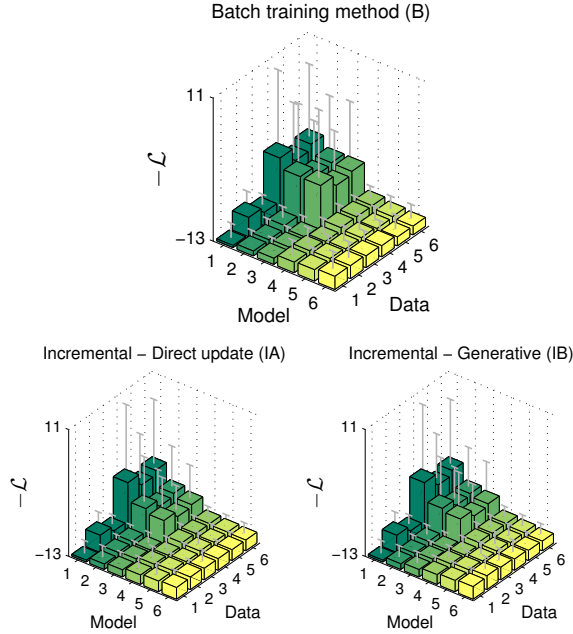 Batch training method (B)
11
−ℒ
−13
1 2 3 4 5 6
Model
1 2 3 4 5 6
Data
Incremental − Direct update (IA)
11
−ℒ
−13
1 2 3 4 5 6
Model
1 2 3 4 5 6
Data
Incremental − Generative (IB)
11
−ℒ
−13
1 2 3 4 5 6
Model
1 2 3 4 5 6
Data